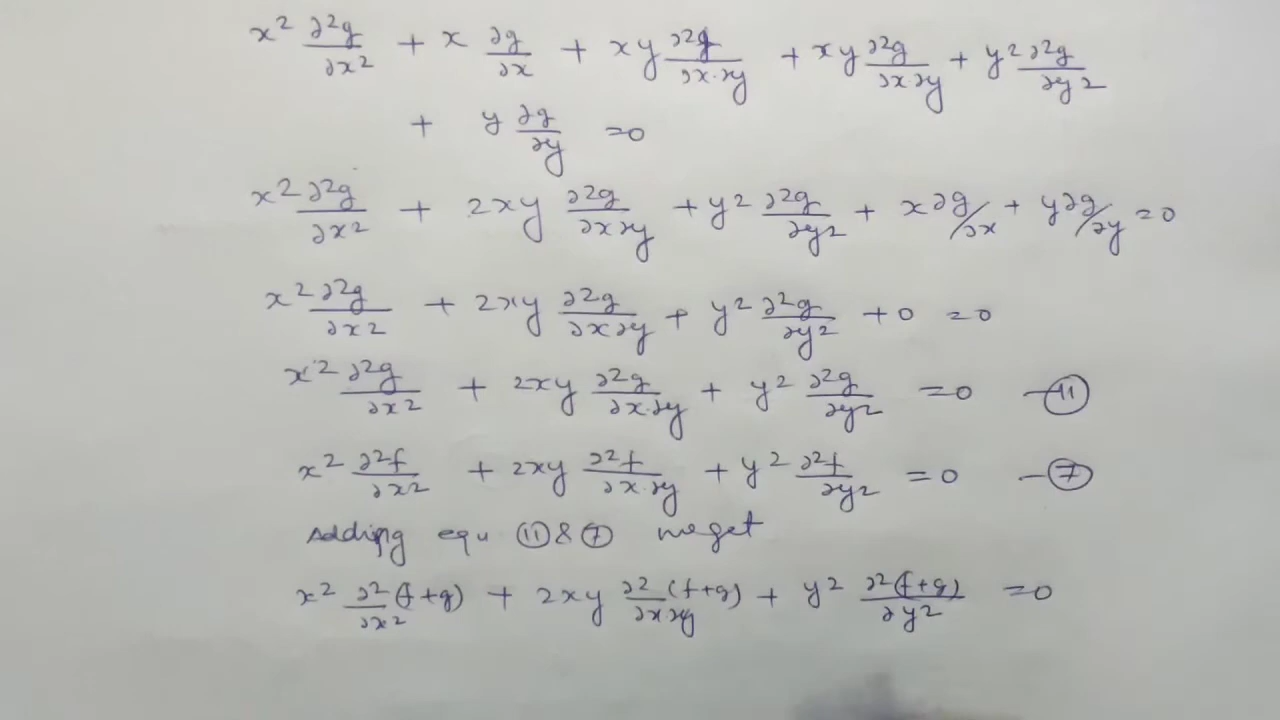 x² ∂²g/∂x² + x ∂g/∂x + xy ∂²g/∂x·∂y + xy ∂²g/∂x∂y + y² ∂²g/∂y²
+ y ∂g/∂y =0
x² ∂²g/∂x² + 2xy ∂²g/∂x∂y + y² ∂²g/∂y² + x∂g/∂x + y∂g/∂y =0
x² ∂²g/∂x² + 2xy ∂²g/∂x∂y + y² ∂²g/∂y² +0 =0
x² ∂²g/∂x² + 2xy ∂²g/∂x·∂y + y² ∂²g/∂y² =0 —⑪
x² ∂²f/∂x² + 2xy ∂²f/∂x·∂y + y² ∂²f/∂y² =0 —⑦
Adding equ ⑪ & ⑦ we get
x² ∂²/∂x² (f+g) + 2xy ∂²/∂x∂y (f+g) + y² ∂²(f+g)/∂y² =0